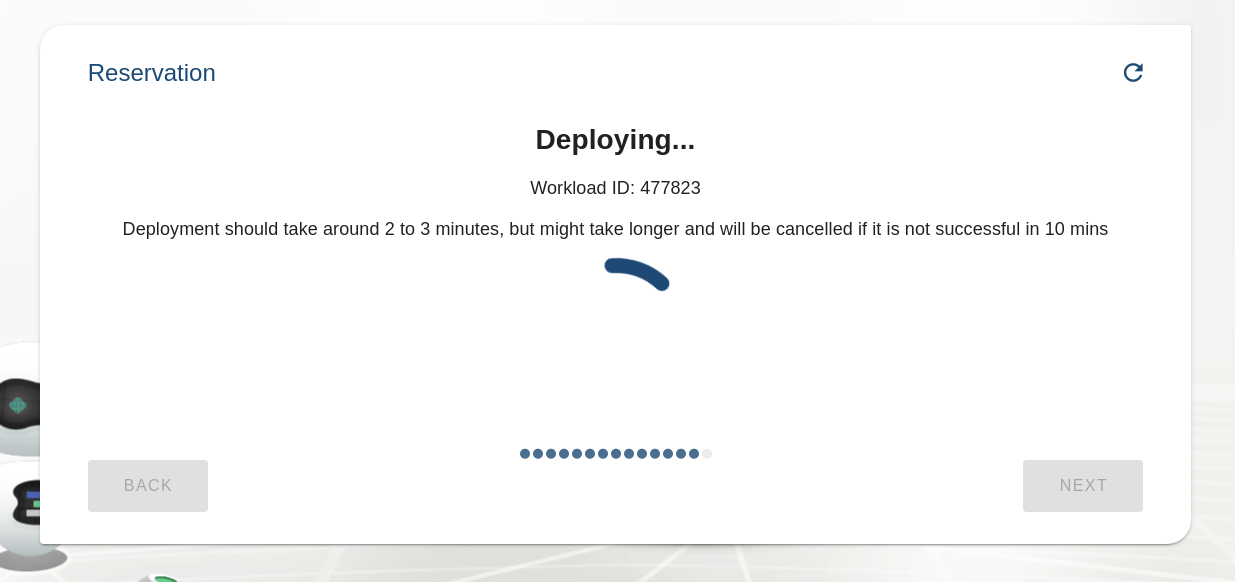 Reservation
Deploying...
Workload ID: 477823
Deployment should take around 2 to 3 minutes, but might take longer and will be cancelled if it is not successful in 10 mins
BACK
NEXT